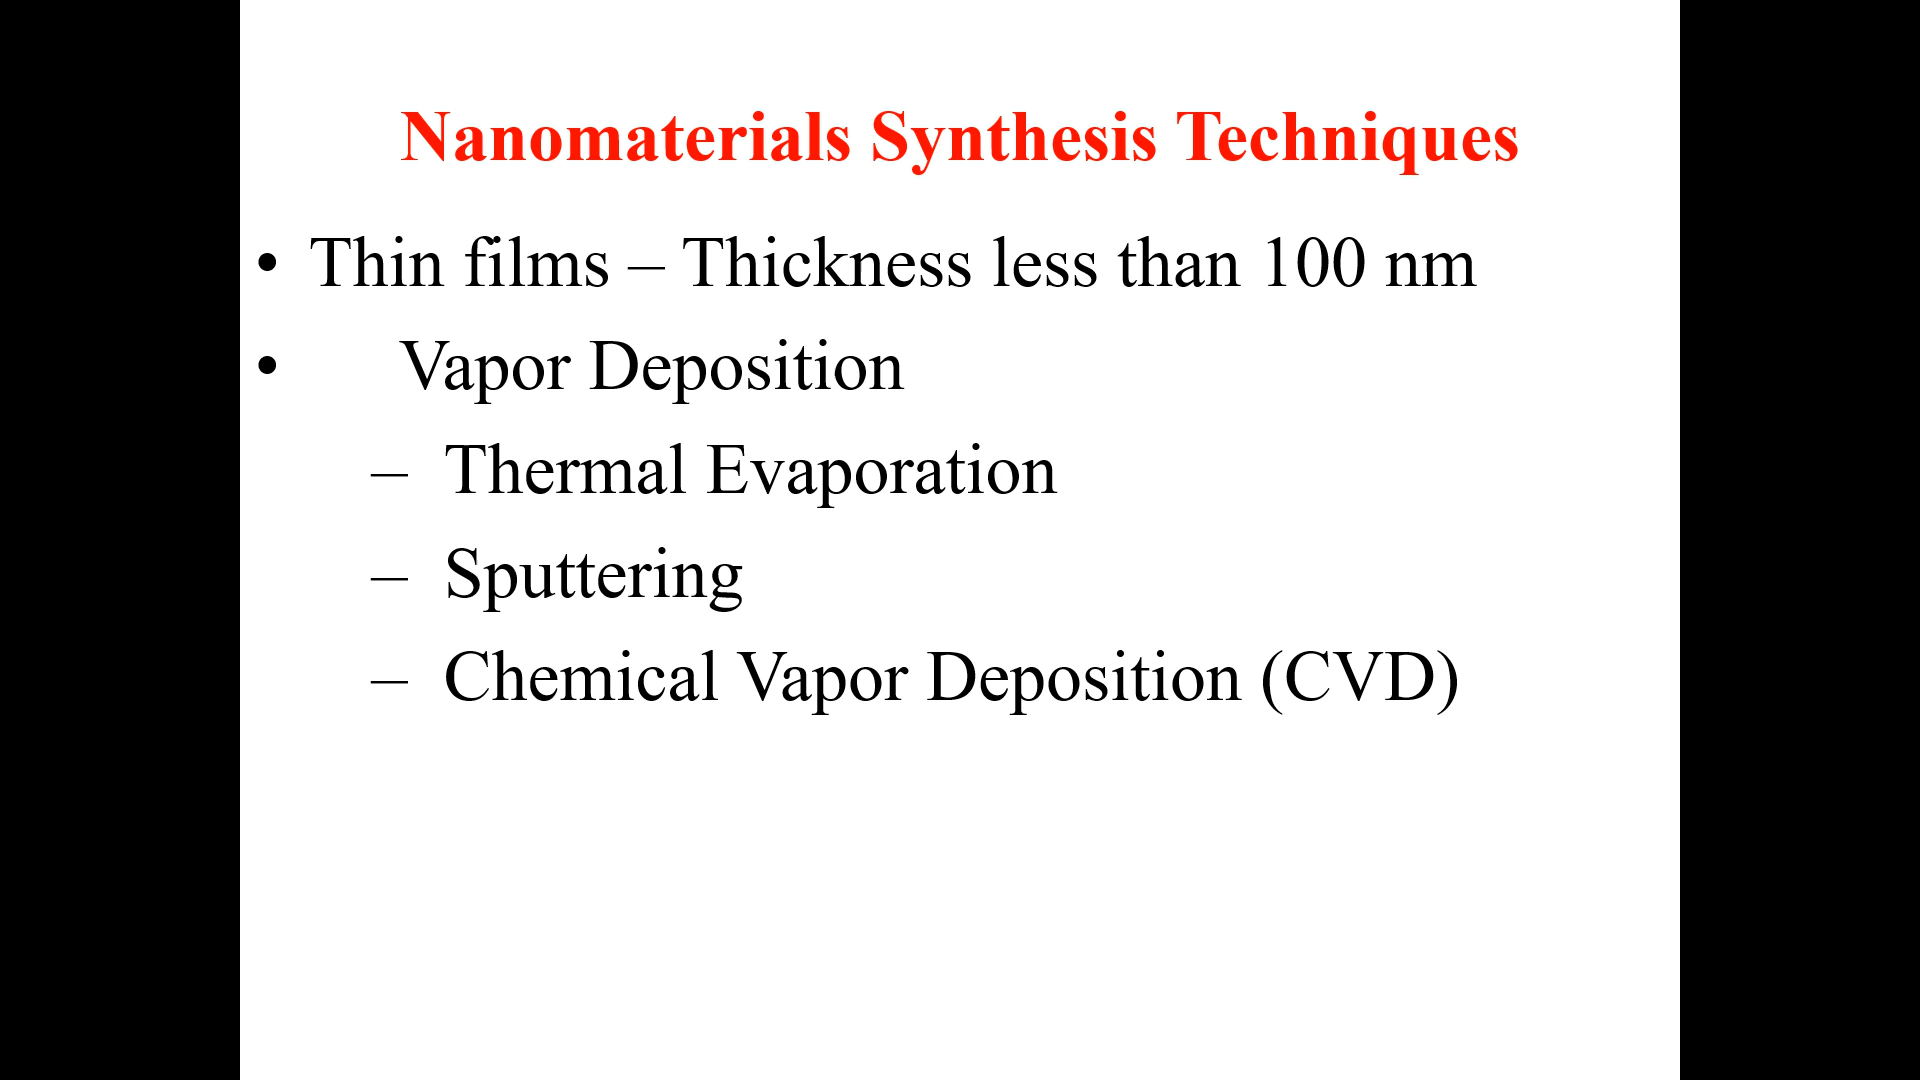 Nanomaterials Synthesis Techniques
• Thin films – Thickness less than 100 nm
• Vapor Deposition
– Thermal Evaporation
– Sputtering
– Chemical Vapor Deposition (CVD)